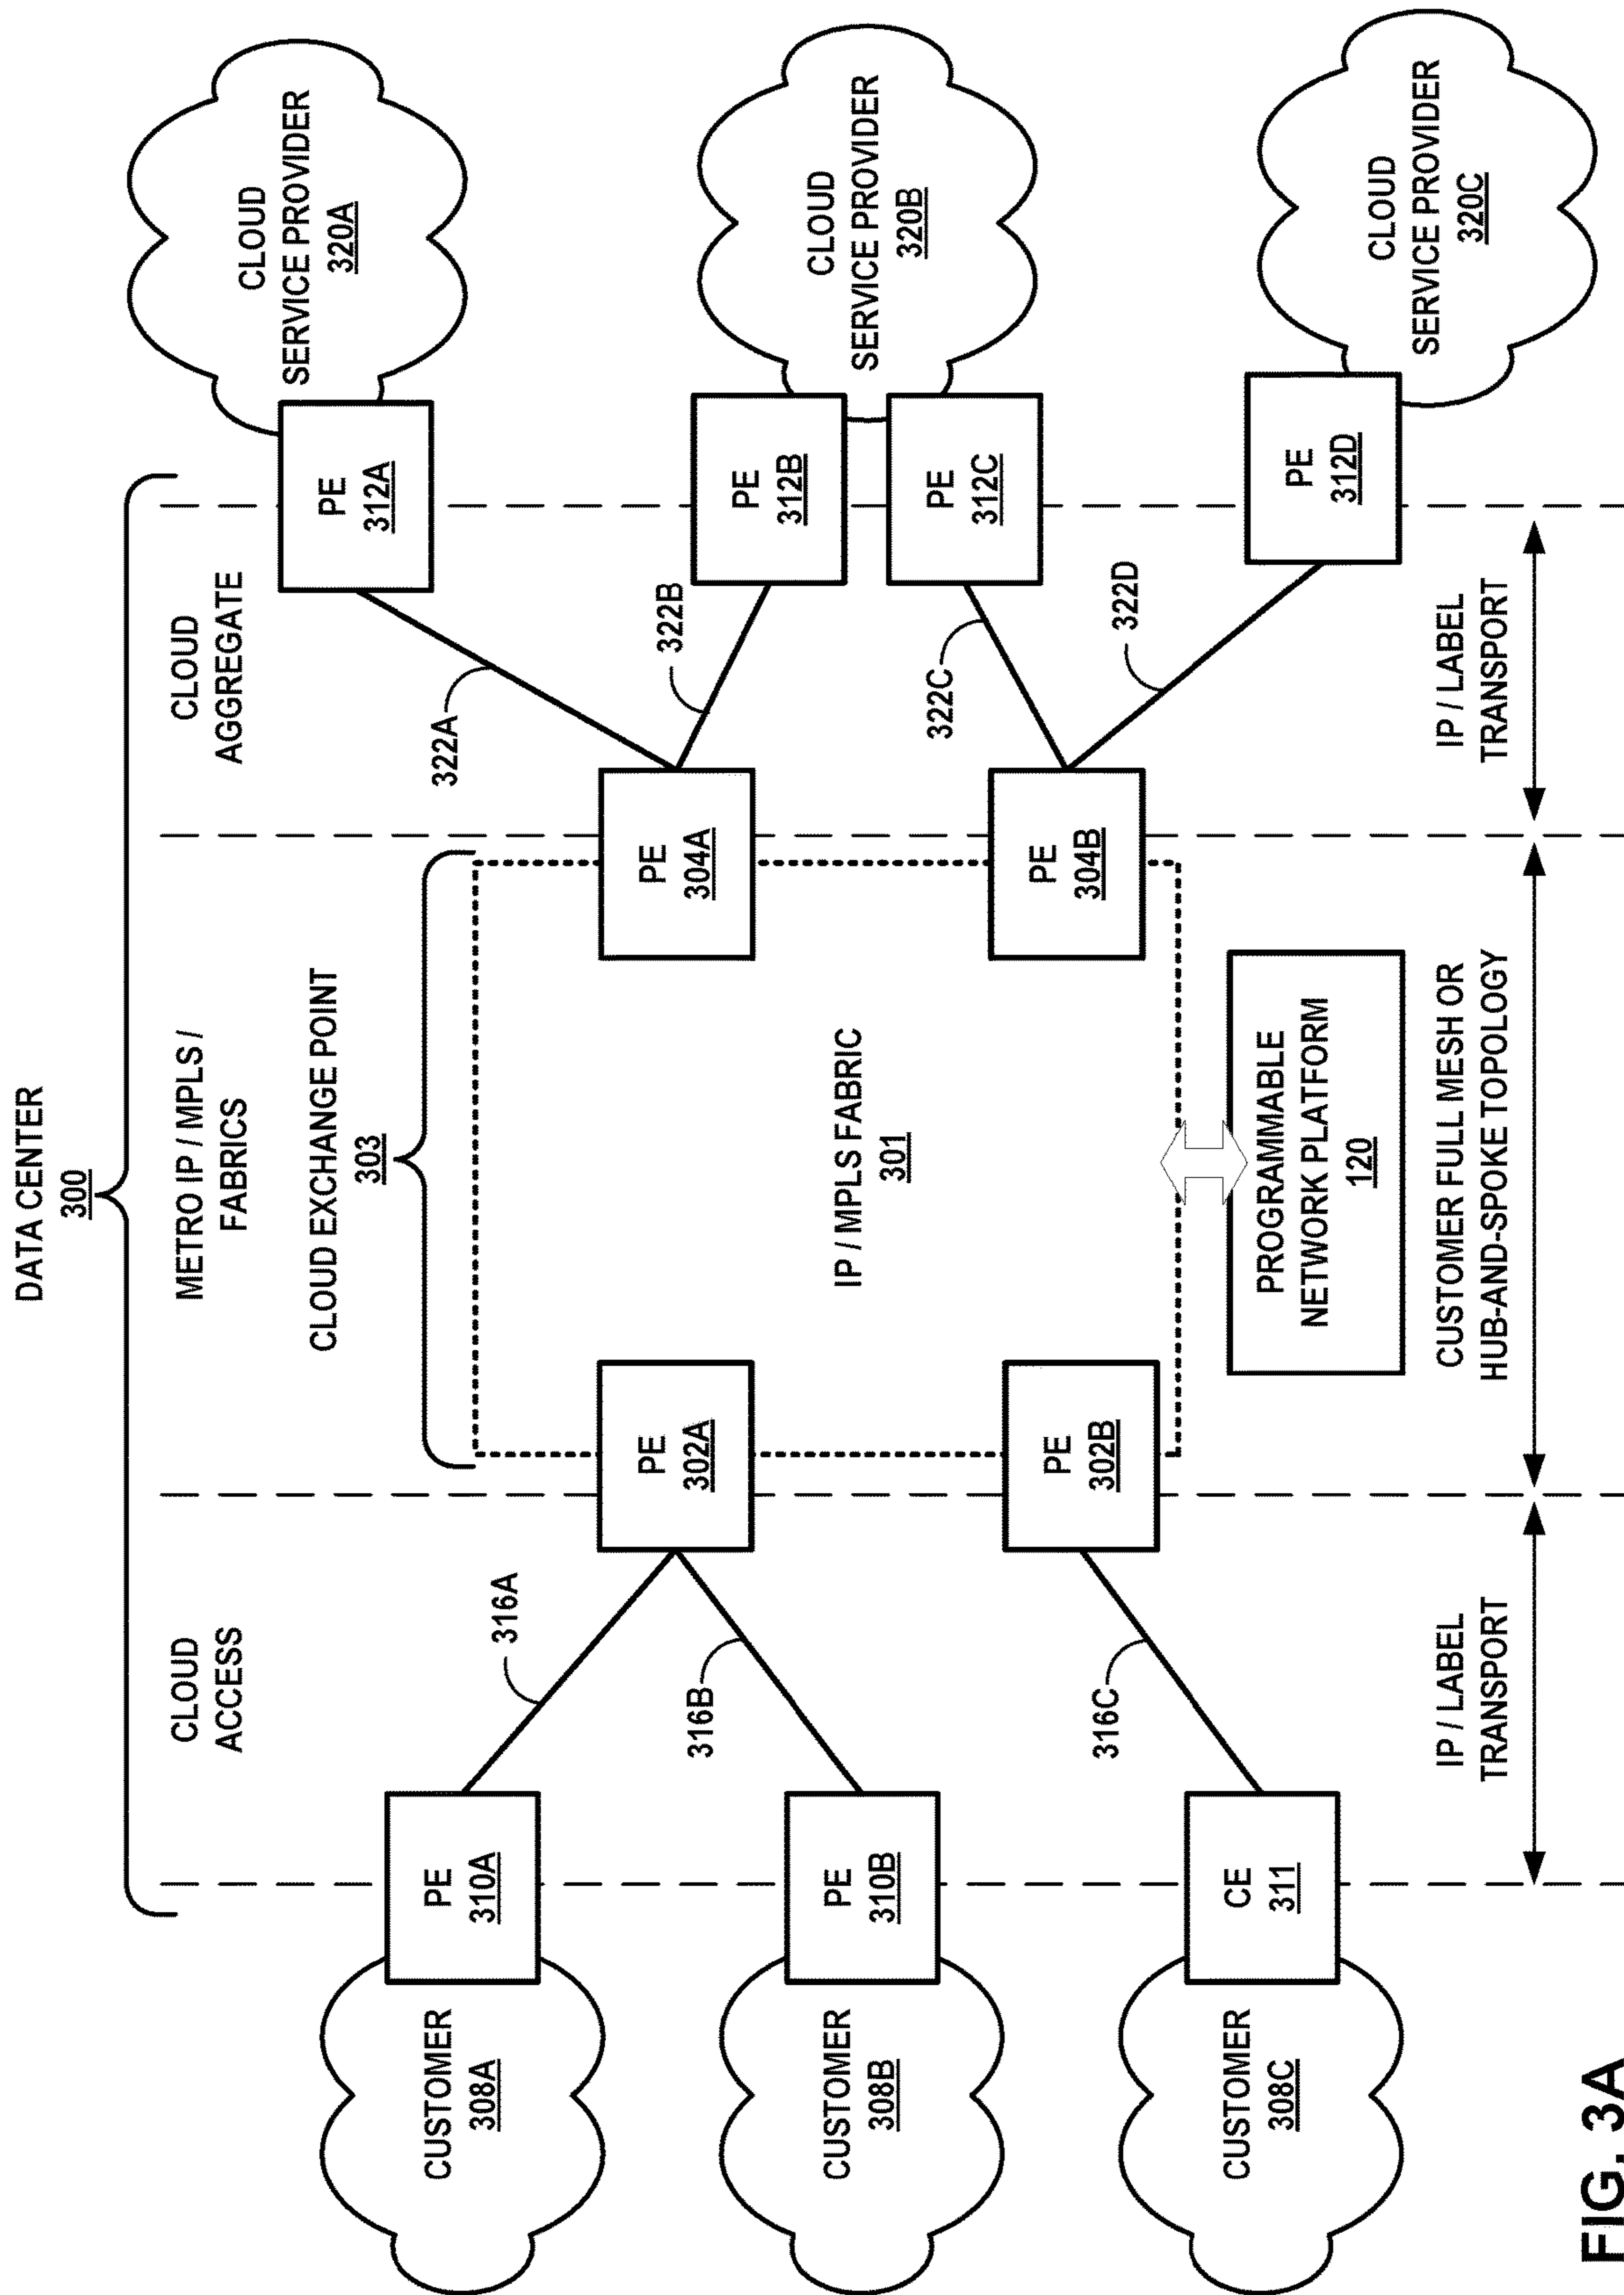 DATA CENTER
300
CLOUD
ACCESS
METRO IP / MPLS /
FABRICS
CLOUD
AGGREGATE
CLOUD EXCHANGE POINT
303
CUSTOMER
308A
PE
310A
316A
PE
302A
PE
304A
322A
PE
312A
CLOUD
SERVICE PROVIDER
320A
CUSTOMER
308B
PE
310B
316B
IP / MPLS FABRIC
301
322B
PE
312B
CLOUD
SERVICE PROVIDER
320B
322C
PE
312C
CUSTOMER
308C
CE
311
316C
PE
302B
PE
304B
322D
PE
312D
CLOUD
SERVICE PROVIDER
320C
PROGRAMMABLE
NETWORK PLATFORM
120
IP / LABEL
TRANSPORT
CUSTOMER FULL MESH OR
HUB-AND-SPOKE TOPOLOGY
IP / LABEL
TRANSPORT
FIG. 3A